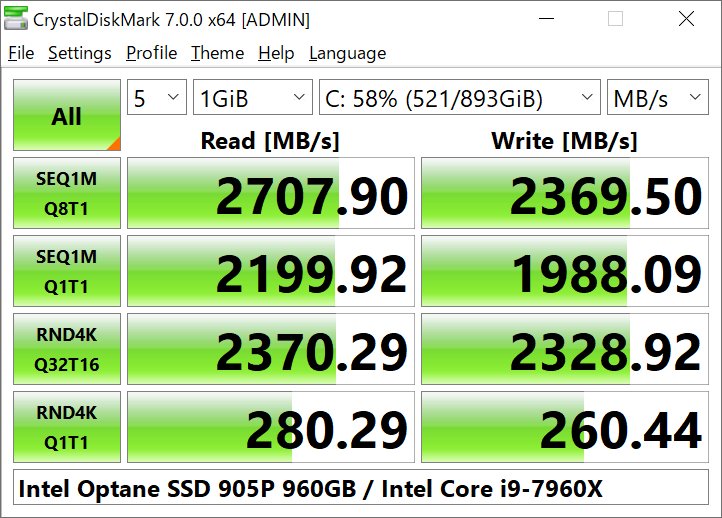 CrystalDiskMark 7.0.0 x64 [ADMIN]
File Settings Profile Theme Help Language
All 5 1GiB C: 58% (521/893GiB) MB/s
Read [MB/s] Write [MB/s]
SEQ1M
Q8T1
2707.90 2369.50
SEQ1M
Q1T1
2199.92 1988.09
RND4K
Q32T16
2370.29 2328.92
RND4K
Q1T1
280.29 260.44
Intel Optane SSD 905P 960GB / Intel Core i9-7960X